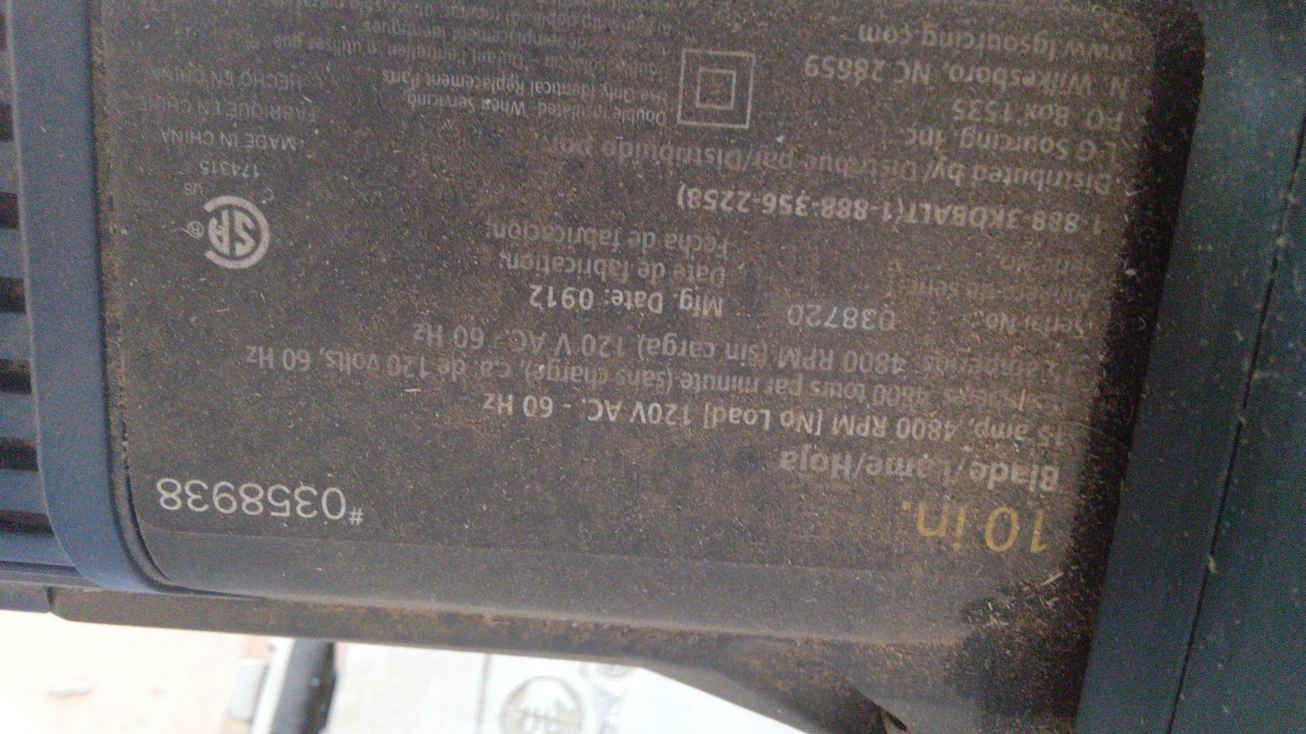 10 in.
#0358938
Blade/Lame/Hoja
15 amp, 4800 RPM [No Load] 120V AC. - 60 Hz
4800 tours par minute (sans charge), c.a. de 120 volts, 60 Hz
4800 RPM (sin carga) 120 V AC. - 60 Hz
038720
Mfg. Date: 0912
Date de fabrication:
Fecha de fabricación:
1-888-3KOBALT(1-888-356-2258)
Distributed by/Distribué par/Distribuido por
LG Sourcing, Inc
P.O. Box 1535
N. Wilkesboro, NC 28659
www.lgsourcing.com
Double Insulated. When Servicing
Use Only Identical Replacement Parts
SA
®
C
US
174315
MADE IN CHINA
FABRIQUE EN CHINE
HECHO EN CHINA